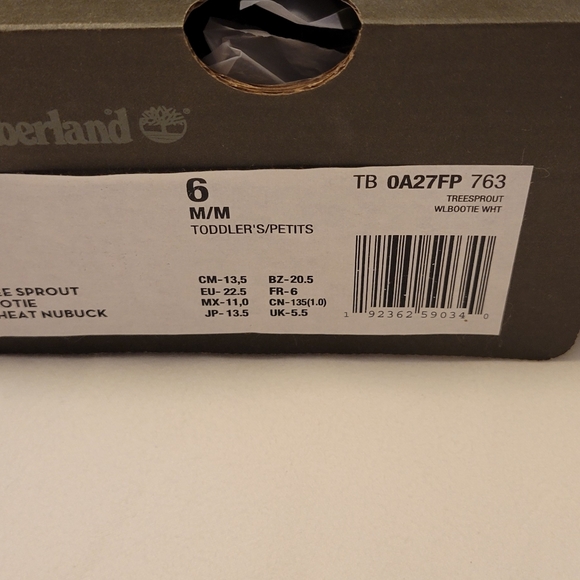 berland
6
M/M
TODDLER'S/PETITS
TB 0A27FP 763
TREESPROUT
WLBOOTIE WHT
CM-13,5 BZ-20.5
EU- 22.5 FR-6
MX-11,0 CN-135(1.0)
JP- 13.5 UK-5.5
EE SPROUT
OTIE
HEAT NUBUCK
1 92362 59034 0